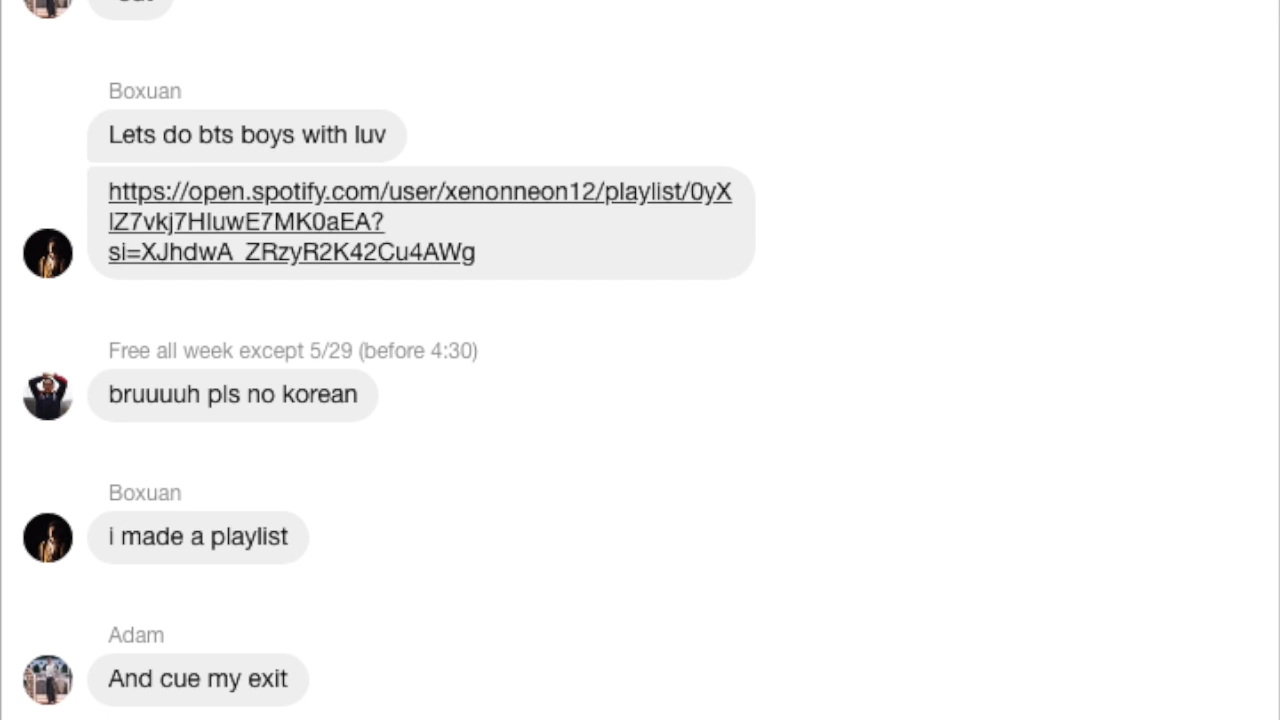 Boxuan
Lets do bts boys with luv
https://open.spotify.com/user/xenonneon12/playlist/0yX
lZ7vkj7HluwE7MK0aEA?
si=XJhdwA_ZRzyR2K42Cu4AWg
Free all week except 5/29 (before 4:30)
bruuuuh pls no korean
Boxuan
i made a playlist
Adam
And cue my exit